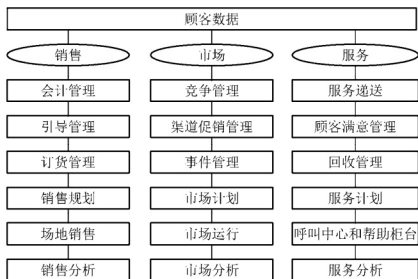 顾客数据
销售 市场 服务
会计管理 竞争管理 服务递送
引导管理 渠道促销管理 顾客满意管理
订货管理 事件管理 回收管理
销售规划 市场计划 服务计划
场地销售 市场运行 呼叫中心和帮助柜台
销售分析 市场分析 服务分析